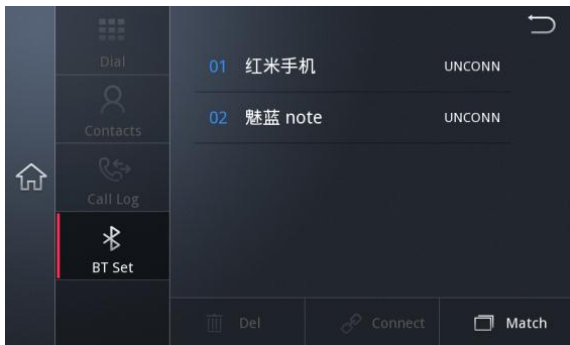 Dial
Contacts
Call Log
BT Set
01 红米手机 UNCONN
02 魅蓝 note UNCONN
Del
Connect
Match